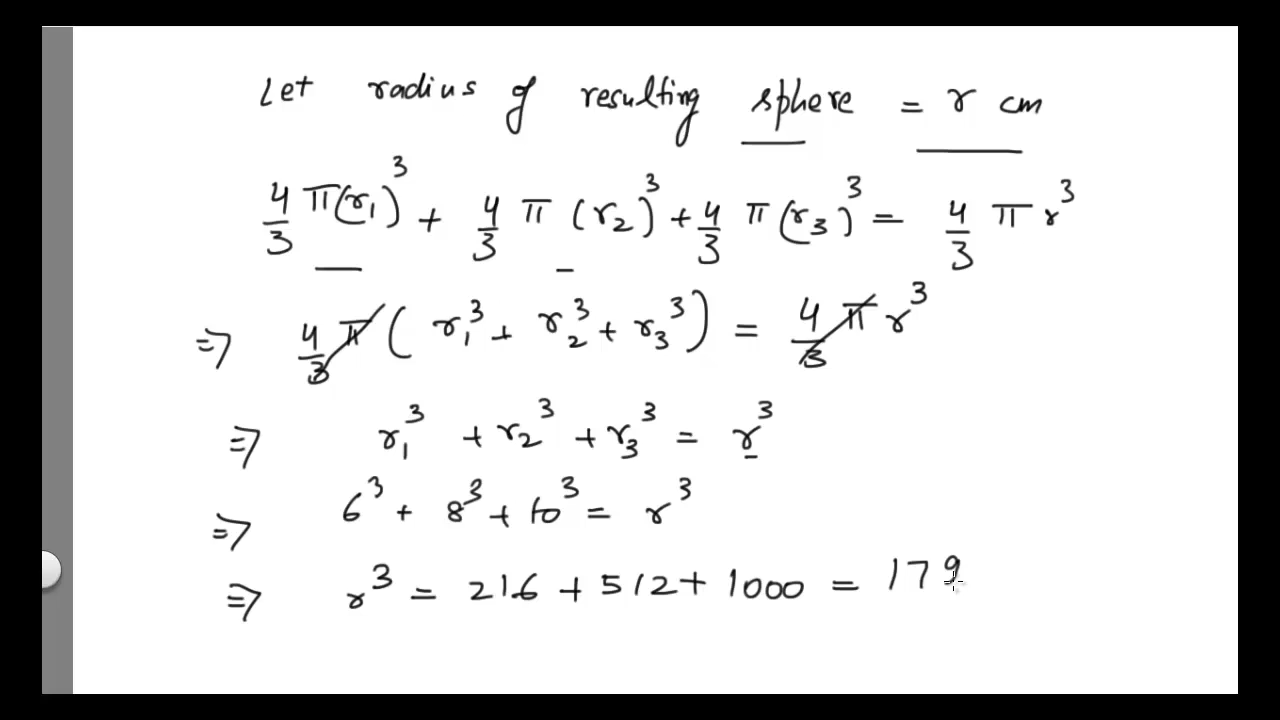 Let radius of resulting sphere = r cm
4/3 π(r₁)³ + 4/3 π (r₂)³ + 4/3 π (r₃)³ = 4/3 π r³
⇒ 4/3 π ( r₁³ + r₂³ + r₃³ ) = 4/3 π r³
⇒ r₁³ + r₂³ + r₃³ = r³
⇒ 6³ + 8³ + 10³ = r³
⇒ r³ = 216 + 512 + 1000 = 179